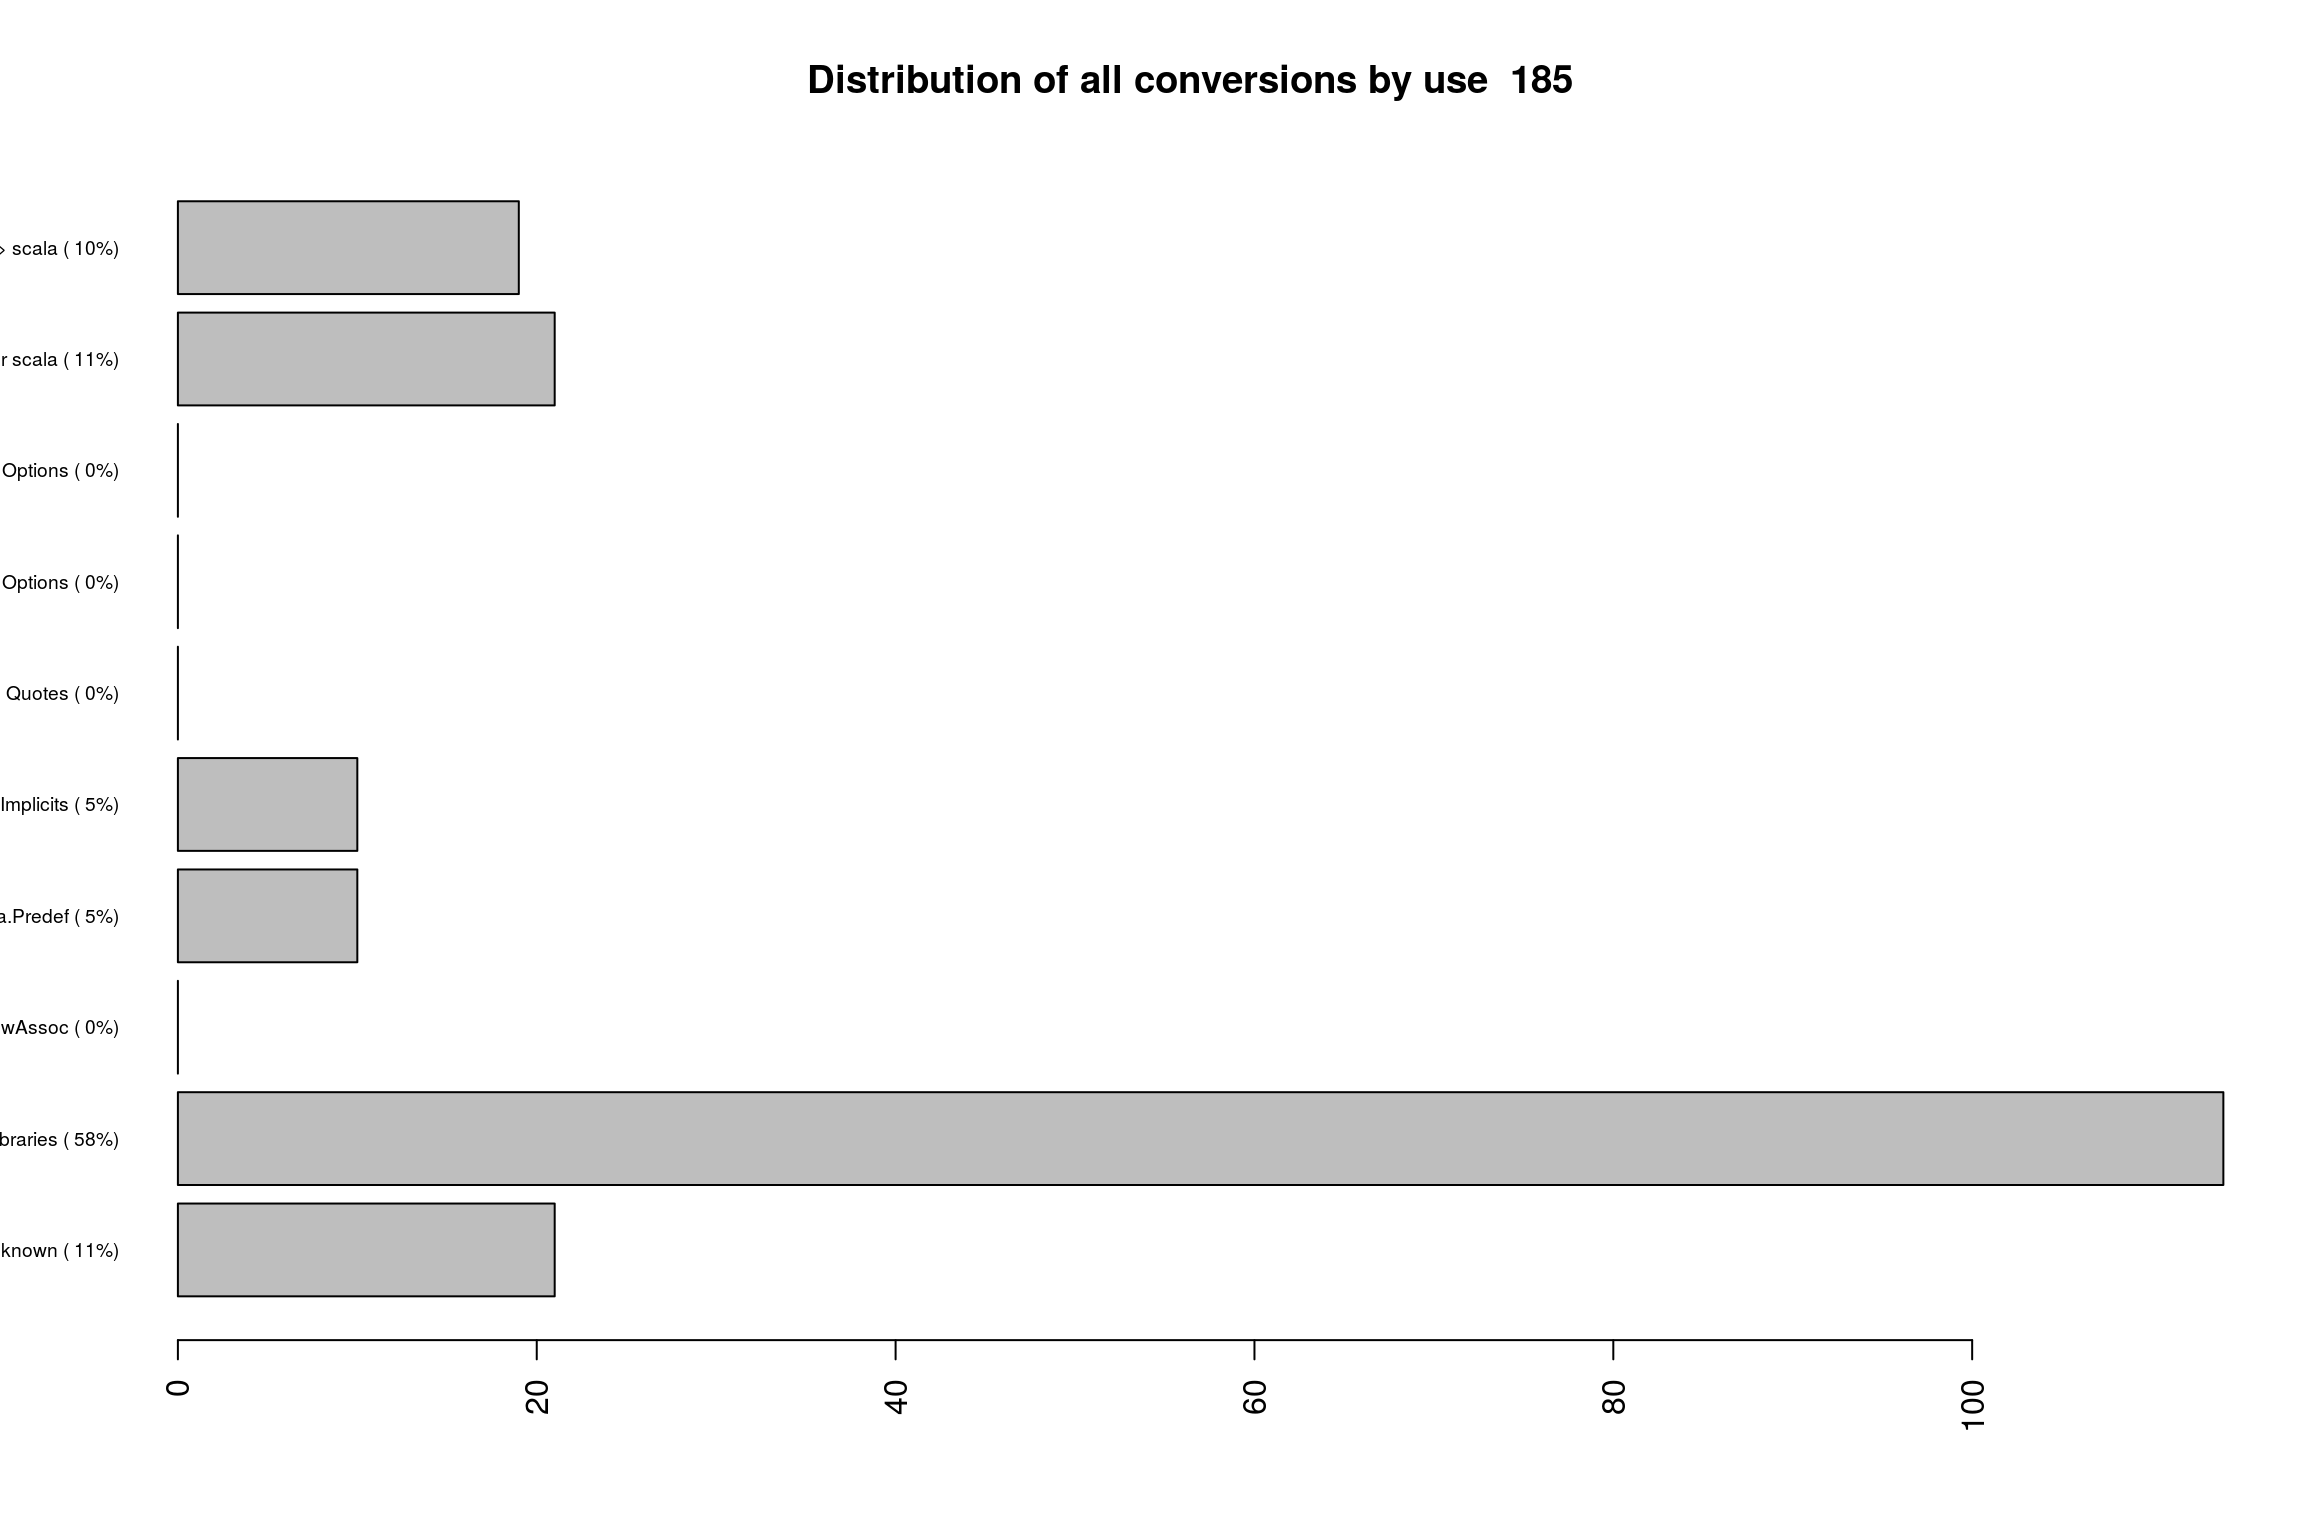 Distribution of all conversions by use 185
> scala ( 10%)
r scala ( 11%)
Options ( 0%)
Options ( 0%)
Quotes ( 0%)
Implicits ( 5%)
a.Predef ( 5%)
wAssoc ( 0%)
braries ( 58%)
known ( 11%)
0 20 40 60 80 100